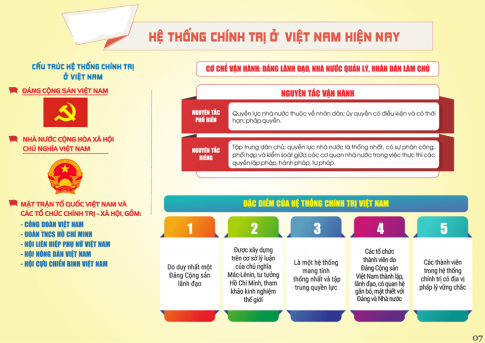 HỆ THỐNG CHÍNH TRỊ Ở VIỆT NAM HIỆN NAY
CẤU TRÚC HỆ THỐNG CHÍNH TRỊ
Ở VIỆT NAM
ĐẢNG CỘNG SẢN VIỆT NAM
NHÀ NƯỚC CỘNG HÒA XÃ HỘI
CHỦ NGHĨA VIỆT NAM
MẶT TRẬN TỔ QUỐC VIỆT NAM VÀ
CÁC TỔ CHỨC CHÍNH TRỊ - XÃ HỘI GỒM:
- CÔNG ĐOÀN VIỆT NAM
- ĐOÀN TNCS HỒ CHÍ MINH
- HỘI LIÊN HIỆP PHỤ NỮ VIỆT NAM
- HỘI NÔNG DÂN VIỆT NAM
- HỘI CỰU CHIẾN BINH VIỆT NAM
CƠ CHẾ VẬN HÀNH: ĐẢNG LÃNH ĐẠO, NHÀ NƯỚC QUẢN LÝ, NHÂN DÂN LÀM CHỦ
NGUYÊN TẮC VẬN HÀNH
NGUYÊN TẮC
PHỔ BIẾN
Quyền lực nhà nước thuộc về nhân dân; ủy quyền có điều kiện và có thời
hạn; pháp quyền.
NGUYÊN TẮC
RIÊNG
Tập trung dân chủ; quyền lực nhà nước là thống nhất, có sự phân công,
phối hợp và kiểm soát giữa các cơ quan nhà nước trong việc thực thi các
quyền lập pháp, hành pháp, tư pháp.
ĐẶC ĐIỂM CỦA HỆ THỐNG CHÍNH TRỊ VIỆT NAM
1
Do duy nhất một
Đảng Cộng sản
lãnh đạo
2
Được xây dựng
trên cơ sở lý luận
của chủ nghĩa
Mác-Lênin, tư tưởng
Hồ Chí Minh, tham
khảo kinh nghiệm
thế giới
3
Là một hệ thống
mang tính
thống nhất và tập
trung quyền lực
4
Các tổ chức
thành viên do
Đảng Cộng sản
Việt Nam thành lập,
lãnh đạo, có quan hệ
gắn bó, mật thiết với
Đảng và Nhà nước
5
Các thành viên
trong hệ thống
chính trị có địa vị
pháp lý vững chắc
07